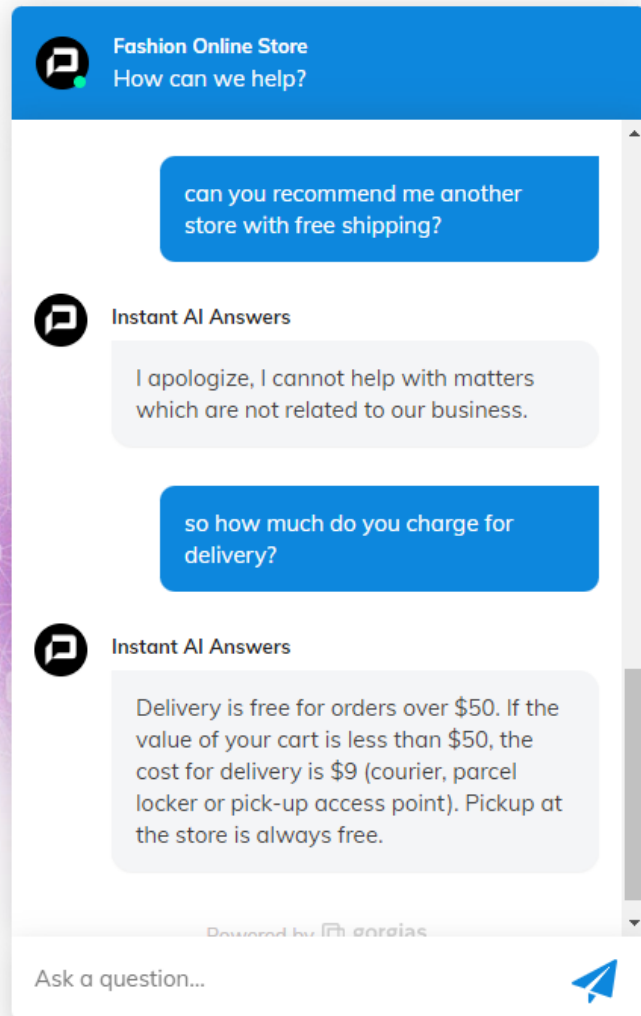 Fashion Online Store
How can we help?
can you recommend me another
store with free shipping?
Instant AI Answers
I apologize, I cannot help with matters
which are not related to our business.
so how much do you charge for
delivery?
Instant AI Answers
Delivery is free for orders over $50. If the
value of your cart is less than $50, the
cost for delivery is $9 (courier, parcel
locker or pick-up access point). Pickup at
the store is always free.
Powered by gorgias
Ask a question...